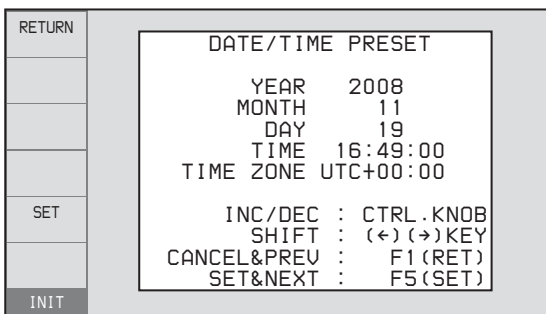 RETURN
SET
INIT
DATE/TIME PRESET
YEAR 2008
MONTH 11
DAY 19
TIME 16:49:00
TIME ZONE UTC+00:00
INC/DEC : CTRL.KNOB
SHIFT : (←)(→)KEY
CANCEL&PREV : F1(RET)
SET&NEXT : F5(SET)